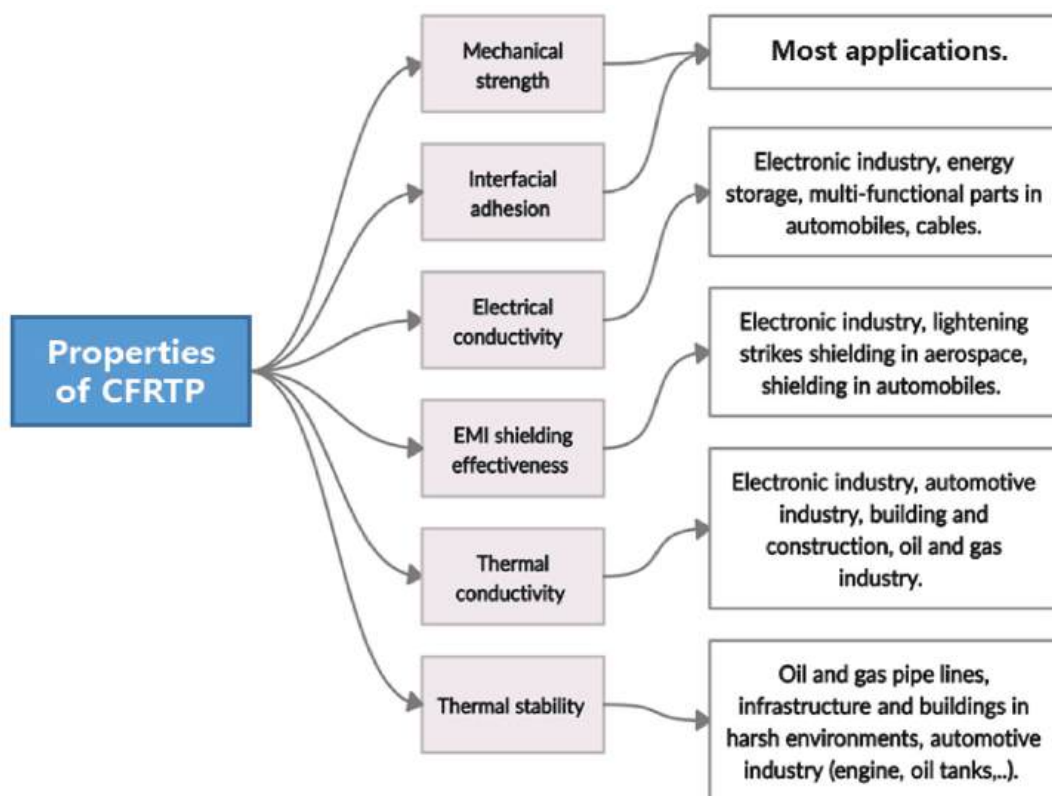 Properties
of CFRTP
Mechanical
strength
Interfacial
adhesion
Electrical
conductivity
EMI shielding
effectiveness
Thermal
conductivity
Thermal stability
Most applications.
Electronic industry, energy
storage, multi-functional parts in
automobiles, cables.
Electronic industry, lightening
strikes shielding in aerospace,
shielding in automobiles.
Electronic industry, automotive
industry, building and
construction, oil and gas
industry.
Oil and gas pipe lines,
infrastructure and buildings in
harsh environments, automotive
industry (engine, oil tanks,..).